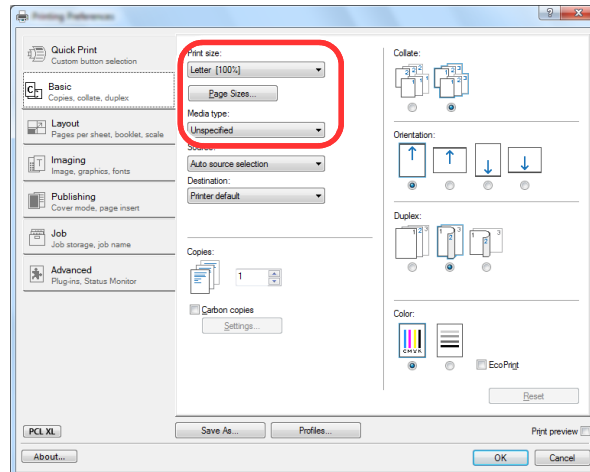 Printing Preferences
Quick Print
Custom button selection
Basic
Copies, collate, duplex
Layout
Pages per sheet, booklet, scale
Imaging
Image, graphics, fonts
Publishing
Cover mode, page insert
Job
Job storage, job name
Advanced
Plug-ins, Status Monitor
Print size:
Letter [100%]
Page Sizes...
Media type:
Unspecified
Source:
Auto source selection
Destination:
Printer default
Copies:
1
Carbon copies
Settings...
Collate:
Orientation:
Duplex:
Color:
CMYK
EcoPrint
Reset
PCL XL
Save As...
Profiles...
Print preview
About...
OK
Cancel